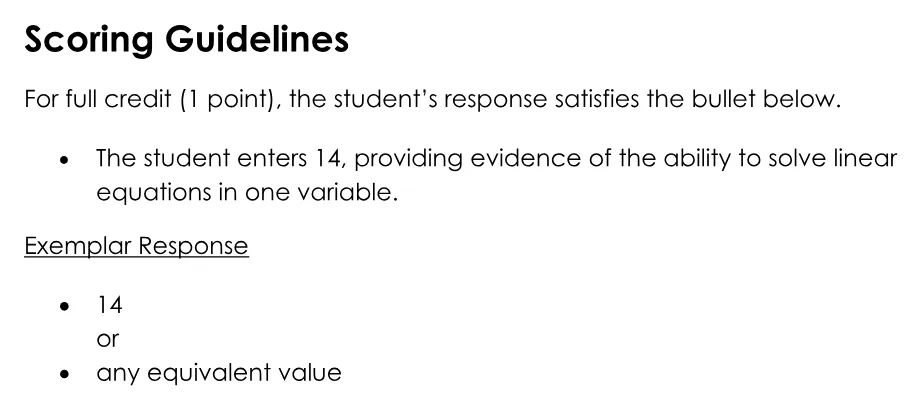 Scoring Guidelines
For full credit (1 point), the student’s response satisfies the bullet below.
• The student enters 14, providing evidence of the ability to solve linear
equations in one variable.
Exemplar Response
• 14
or
• any equivalent value